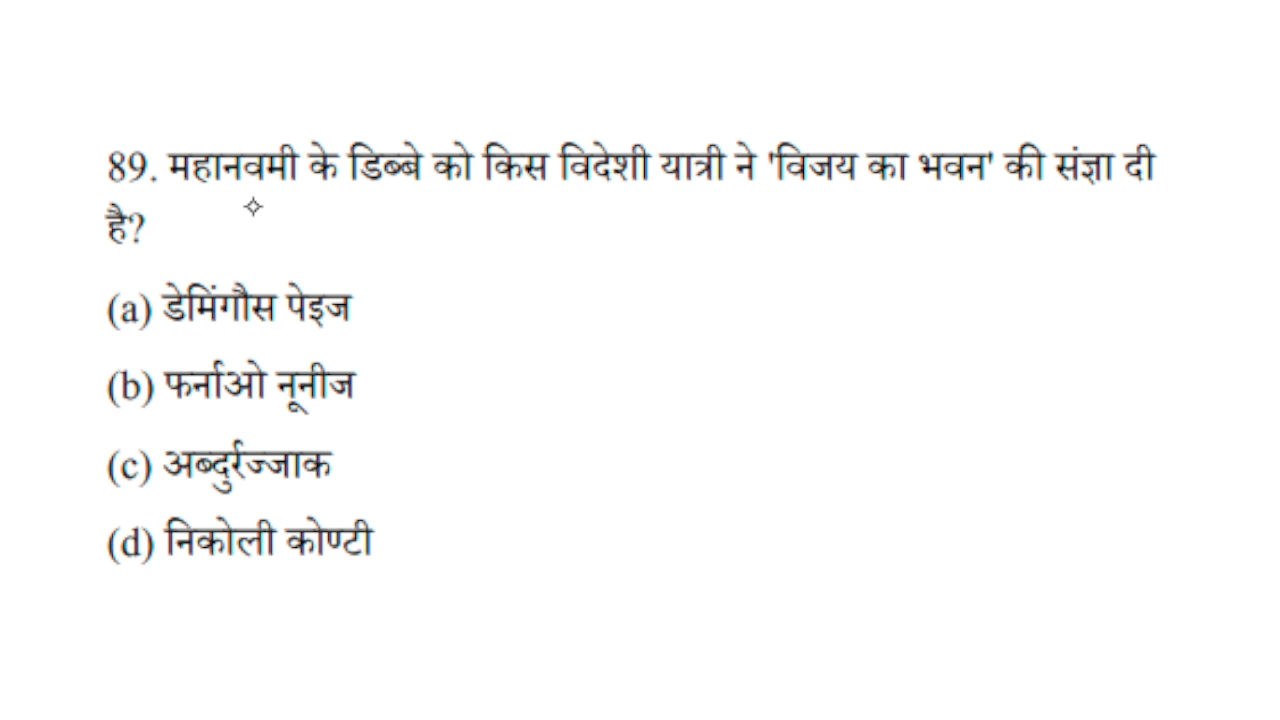 89. महानवमी के डिब्बे को किस विदेशी यात्री ने 'विजय का भवन' की संज्ञा दी
है?
(a) डेमिंगौस पेइज
(b) फर्नाओ नूनीज
(c) अब्दुर्रज्जाक
(d) निकोली कोण्टी